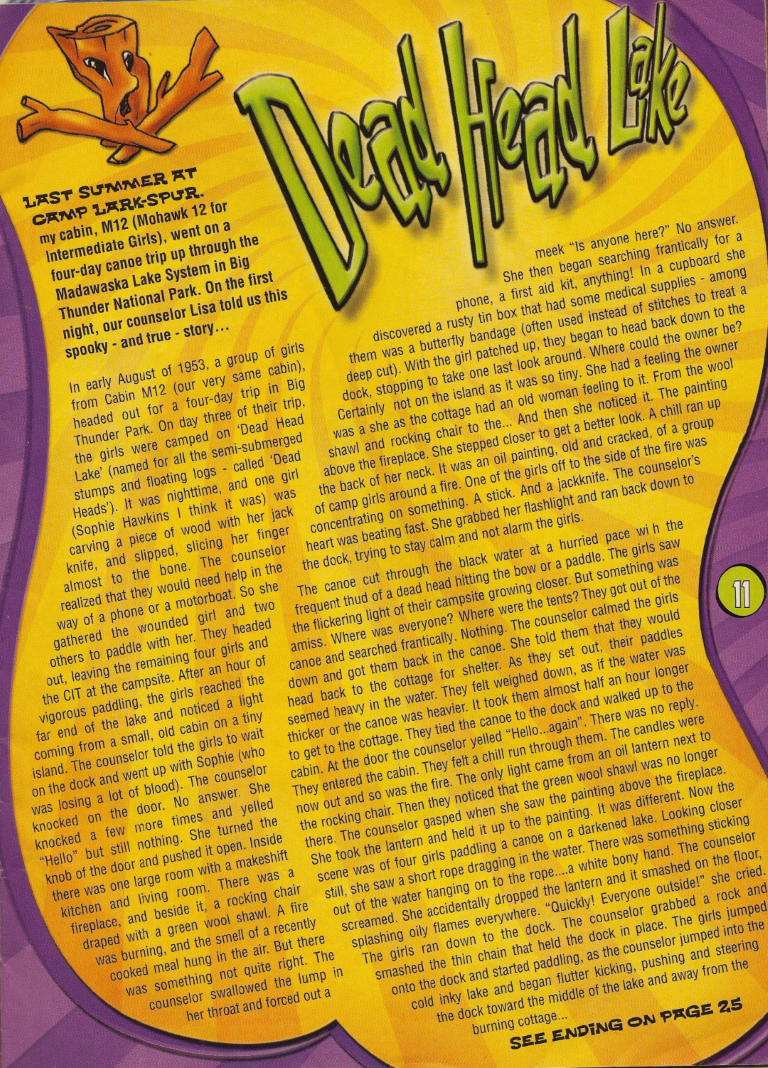 Dead Head Lake
LAST SUMMER AT
CAMP LARK-SPUR.
my cabin, M12 (Mohawk 12 for
Intermediate Girls), went on a
four-day canoe trip up through the
Madawaska Lake System in Big
Thunder National Park. On the first
night, our counselor Lisa told us this
spooky - and true - story...
In early August of 1953, a group of girls
from Cabin M12 (our very same cabin),
headed out for a four-day trip in Big
Thunder Park. On day three of their trip,
the girls were camped on 'Dead Head
Lake' (named for all the semi-submerged
stumps and floating logs - called 'Dead
Heads'). It was nighttime, and one girl
(Sophie Hawkins I think it was) was
carving a piece of wood with her jack
knife, and slipped, slicing her finger
almost to the bone. The counselor
realized that they would need help in the
way of a phone or a motorboat. So she
gathered the wounded girl and two
others to paddle with her. They headed
out, leaving the remaining four girls and
the CIT at the campsite. After an hour of
vigorous paddling, the girls reached the
far end of the lake and noticed a light
coming from a small, old cabin on a tiny
island. The counselor told the girls to wait
on the dock and went up with Sophie (who
was losing a lot of blood). The counselor
knocked on the door. No answer. She
knocked a few more times and yelled
"Hello" but still nothing. She turned the
knob of the door and pushed it open. Inside
there was one large room with a makeshift
kitchen and living room. There was a
fireplace, and beside it, a rocking chair
draped with a green wool shawl. A fire
was burning, and the smell of a recently
cooked meal hung in the air. But there
was something not quite right. The
counselor swallowed the lump in
her throat and forced out a
meek "Is anyone here?" No answer.
She then began searching frantically for a
phone, a first aid kit, anything! In a cupboard she
discovered a rusty tin box that had some medical supplies - among
them was a butterfly bandage (often used instead of stitches to treat a
deep cut). With the girl patched up, they began to head back down to the
dock, stopping to take one last look around. Where could the owner be?
Certainly not on the island as it was so tiny. She had a feeling the owner
was a she as the cottage had an old woman feeling to it. From the wool
shawl and rocking chair to the... And then she noticed it. The painting
above the fireplace. She stepped closer to get a better look. A chill ran up
the back of her neck. It was an oil painting, old and cracked, of a group
of camp girls around a fire. One of the girls off to the side of the fire was
concentrating on something. A stick. And a jackknife. The counselor's
heart was beating fast. She grabbed her flashlight and ran back down to
the dock, trying to stay calm and not alarm the girls.
The canoe cut through the black water at a hurried pace wi h the
frequent thud of a dead head hitting the bow or a paddle. The girls saw
the flickering light of their campsite growing closer. But something was
amiss. Where was everyone? Where were the tents? They got out of the
canoe and searched frantically. Nothing. The counselor calmed the girls
down and got them back in the canoe. She told them that they would
head back to the cottage for shelter. As they set out, their paddles
seemed heavy in the water. They felt weighed down, as if the water was
thicker or the canoe was heavier. It took them almost half an hour longer
to get to the cottage. They tied the canoe to the dock and walked up to the
cabin. At the door the counselor yelled "Hello...again". There was no reply.
They entered the cabin. They felt a chill run through them. The candles were
now out and so was the fire. The only light came from an oil lantern next to
the rocking chair. Then they noticed that the green wool shawl was no longer
there. The counselor gasped when she saw the painting above the fireplace.
She took the lantern and held it up to the painting. It was different. Now the
scene was of four girls paddling a canoe on a darkened lake. Looking closer
still, she saw a short rope dragging in the water. There was something sticking
out of the water hanging on to the rope....a white bony hand. The counselor
screamed. She accidentally dropped the lantern and it smashed on the floor,
splashing oily flames everywhere. "Quickly! Everyone outside!" she cried.
The girls ran down to the dock. The counselor grabbed a rock and
smashed the thin chain that held the dock in place. The girls jumped
onto the dock and started paddling, as the counselor jumped into the
cold inky lake and began flutter kicking, pushing and steering
the dock toward the middle of the lake and away from the
burning cottage...
SEE ENDING ON PAGE 25
11